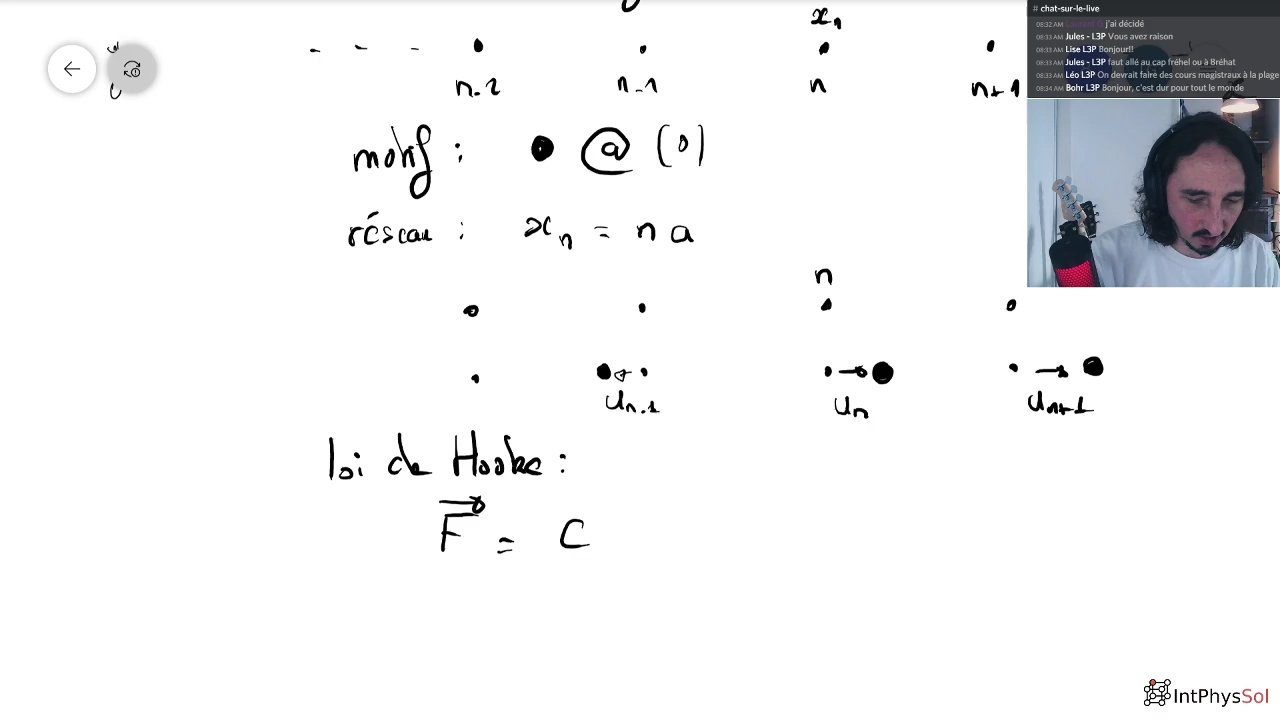 # chat-sur-le-live
08:32 AM Laurent B j'ai décidé
08:33 AM Jules - L3P Vous avez raison
08:33 AM Lise L3P Bonjour!!
08:33 AM Jules - L3P faut allé au cap fréhel ou à Bréhat
08:33 AM Léo L3P On devrait faire des cours magistraux à la plage
08:34 AM Bohr L3P Bonjour, c'est dur pour tout le monde
xₙ
n-2 n-1 n n+1
motif : ● @ (0)
réseau : xₙ = n a
n
uₙ₋₁ uₙ uₙ₊₁
loi de Hooke :
F⃗ = C
IntPhysSol